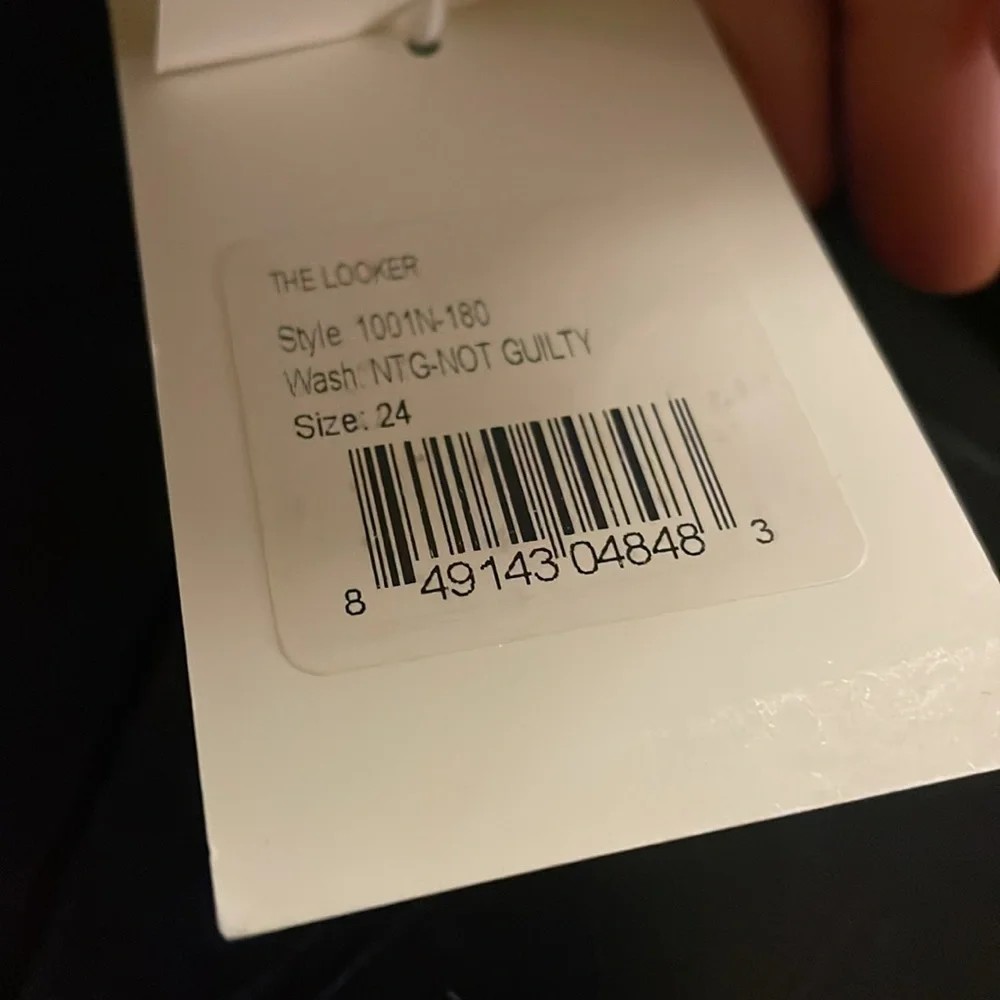 THE LOOKER
Style 1001N-180
Wash: NTG-NOT GUILTY
Size: 24
8 49143 04848 3